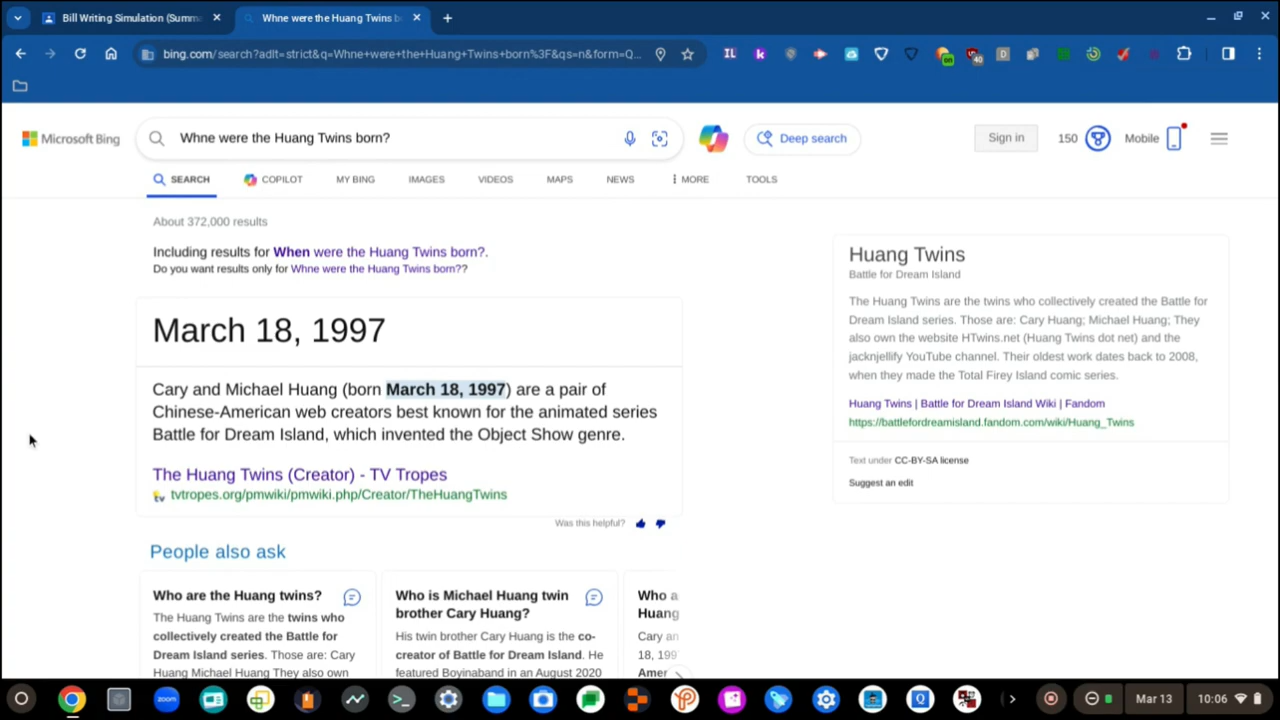 Bill Writing Simulation (Summ
Whne were the Huang Twins b
bing.com/search?adlt=strict&q=Whne+were+the+Huang+Twins+born%3F&qs=n&form=Q...
on
40
Microsoft Bing
Whne were the Huang Twins born?
Deep search
Sign in
150
Mobile
SEARCH
COPILOT
MY BING
IMAGES
VIDEOS
MAPS
NEWS
MORE
TOOLS
About 372,000 results
Including results for When were the Huang Twins born?.
Do you want results only for Whne were the Huang Twins born??
March 18, 1997
Cary and Michael Huang (born March 18, 1997) are a pair of
Chinese-American web creators best known for the animated series
Battle for Dream Island, which invented the Object Show genre.
The Huang Twins (Creator) - TV Tropes
tvtropes.org/pmwiki/pmwiki.php/Creator/TheHuangTwins
Was this helpful?
Huang Twins
Battle for Dream Island
The Huang Twins are the twins who collectively created the Battle for
Dream Island series. Those are: Cary Huang; Michael Huang; They
also own the website HTwins.net (Huang Twins dot net) and the
jacknjellify YouTube channel. Their oldest work dates back to 2008,
when they made the Total Firey Island comic series.
Huang Twins | Battle for Dream Island Wiki | Fandom
https://battlefordreamisland.fandom.com/wiki/Huang_Twins
Text under CC-BY-SA license
Suggest an edit
People also ask
Who are the Huang twins?
The Huang Twins are the twins who
collectively created the Battle for
Dream Island series. Those are: Cary
Huang Michael Huang They also own
Who is Michael Huang twin
brother Cary Huang?
His twin brother Cary Huang is the co-
creator of Battle for Dream Island. He
featured Boyinaband in an August 2020
Who a
Huang
Cary an
18, 199
Amer
zoom
Mar 13
10:06